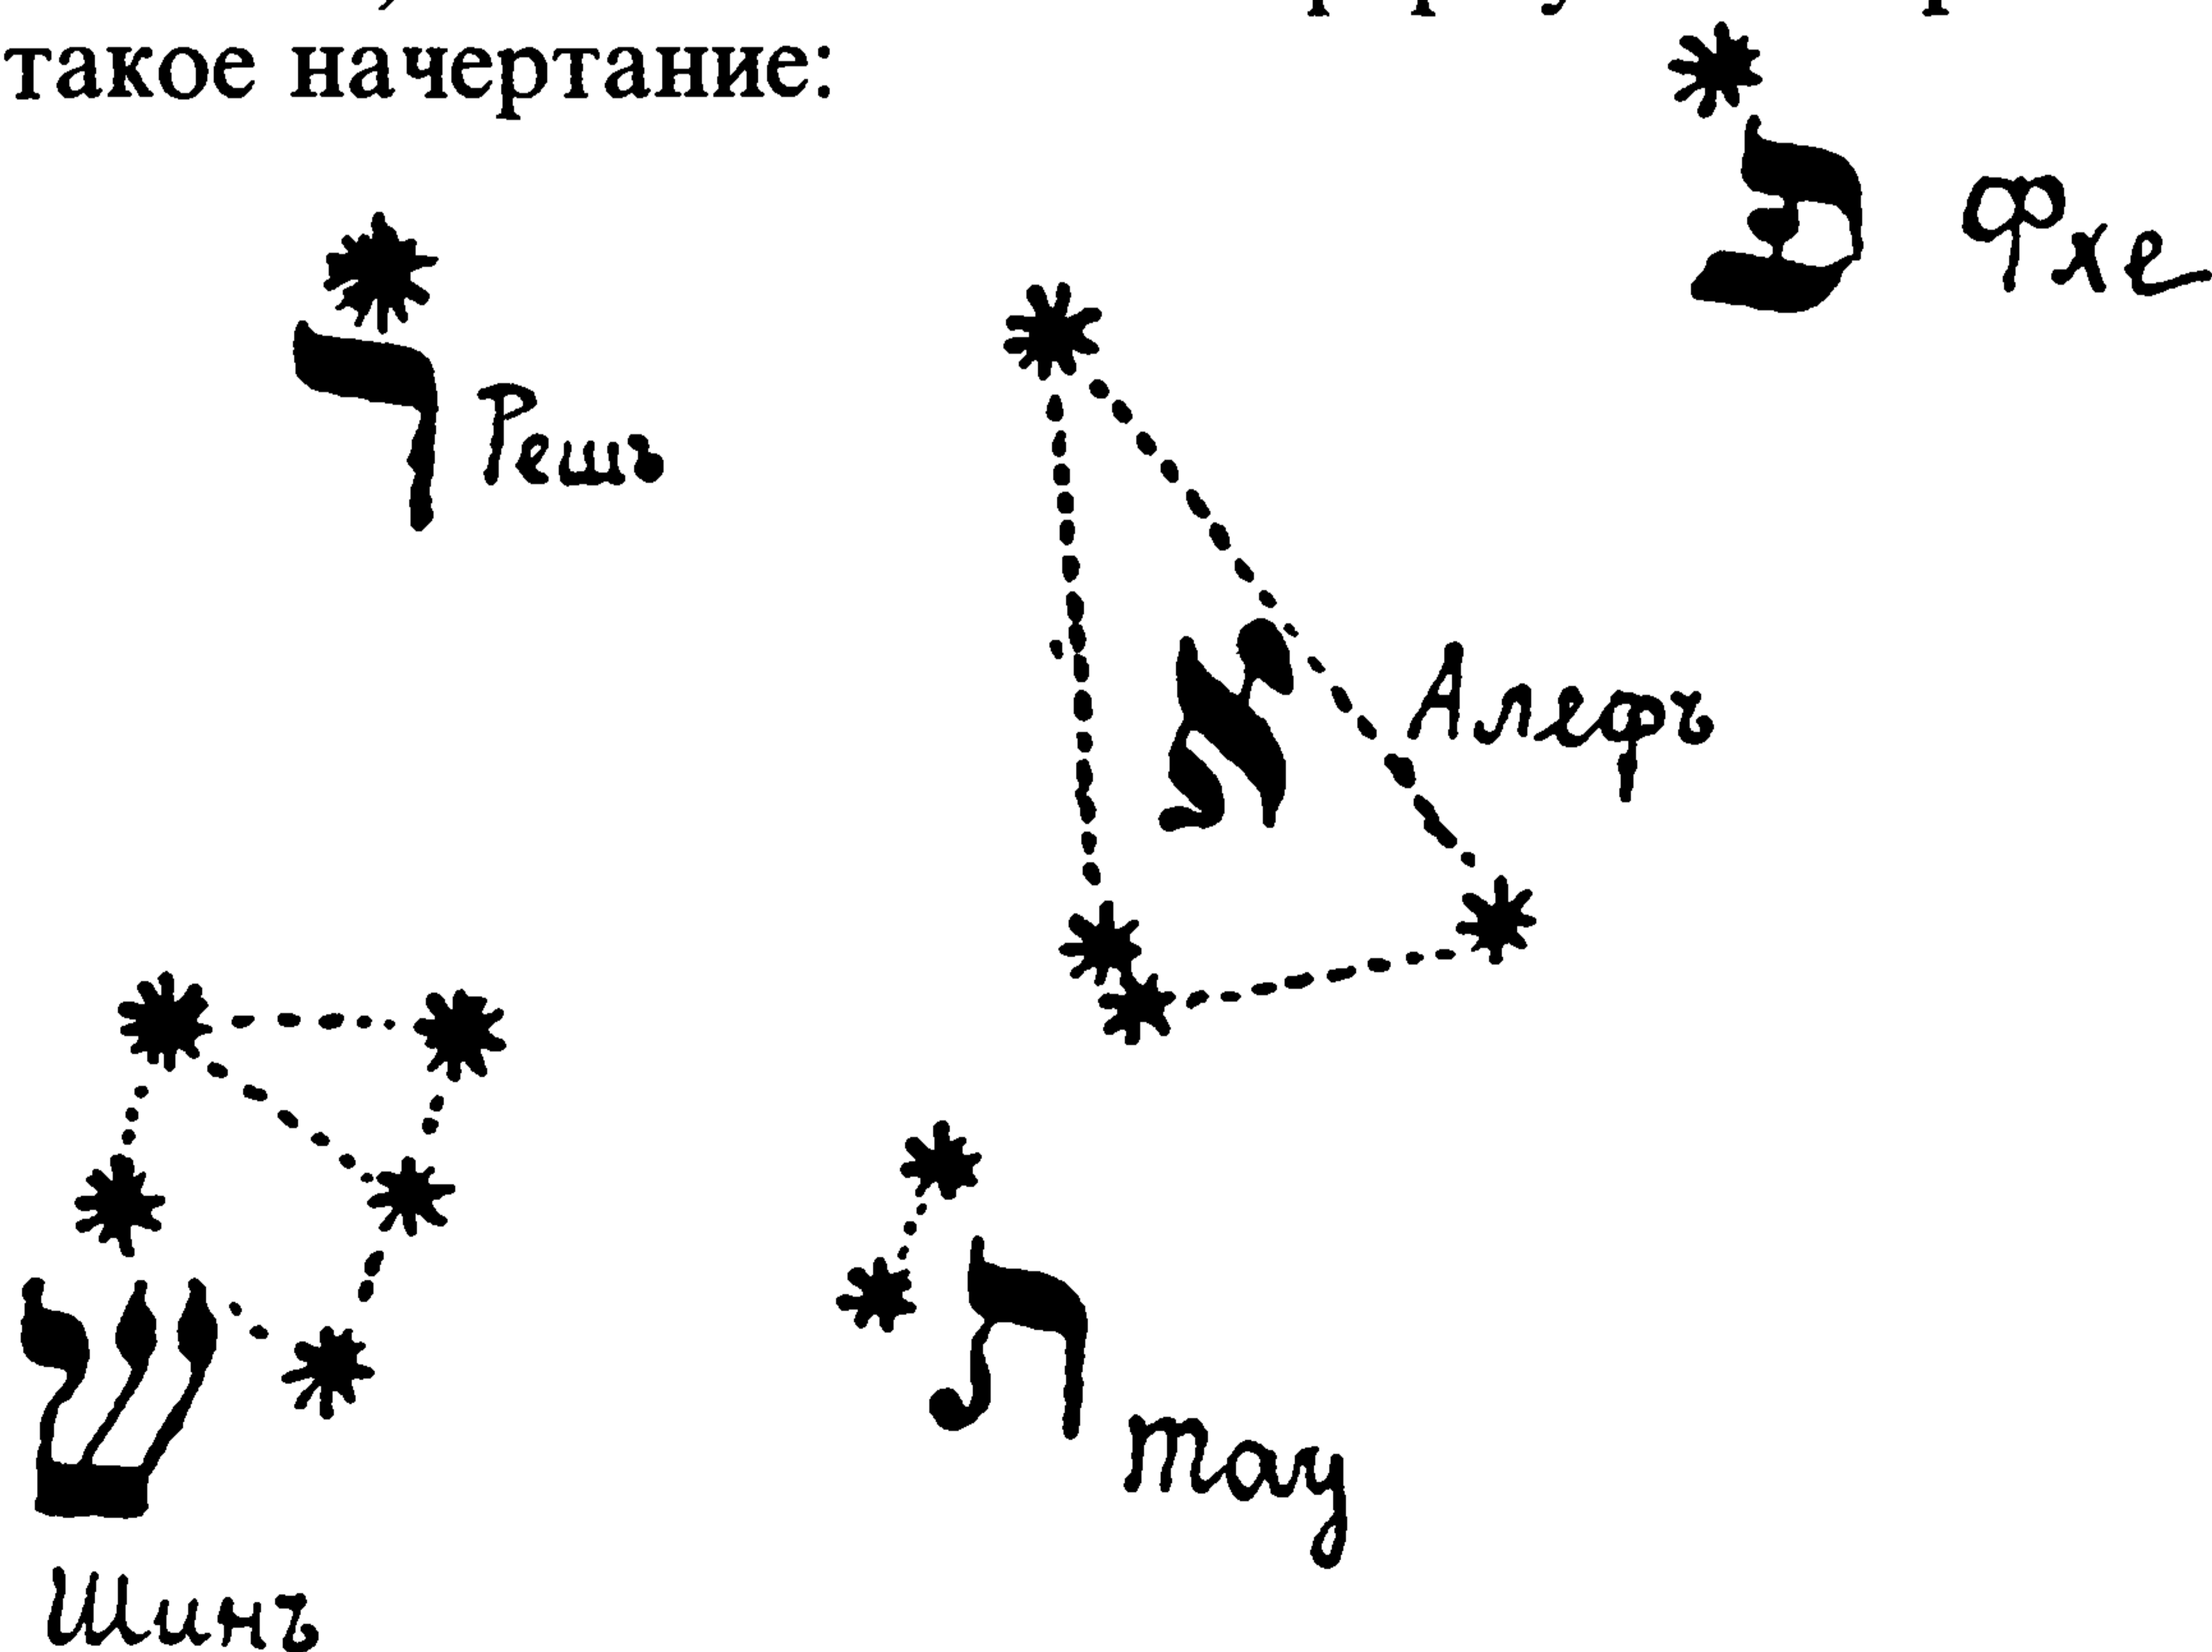 такое начертание:
פ Фхе
ר Решъ
א Алефъ
ש
ת Тау
Шинъ